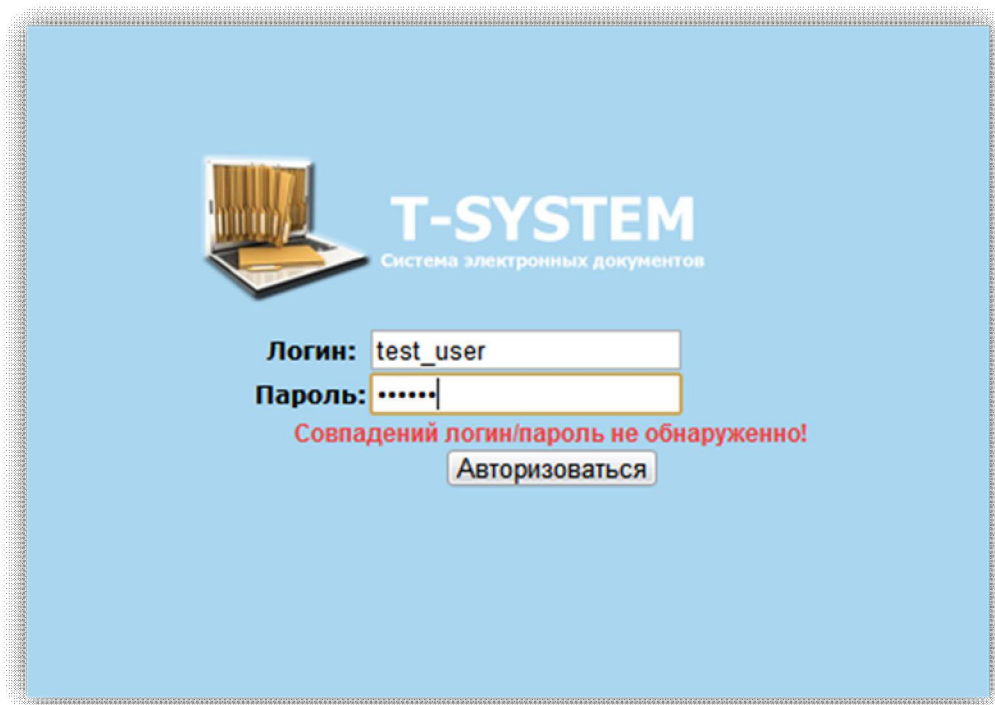 T-SYSTEM
Система электронных документов
Логин: test_user
Пароль: ••••••
Совпадений логин/пароль не обнаруженно!
Авторизоваться